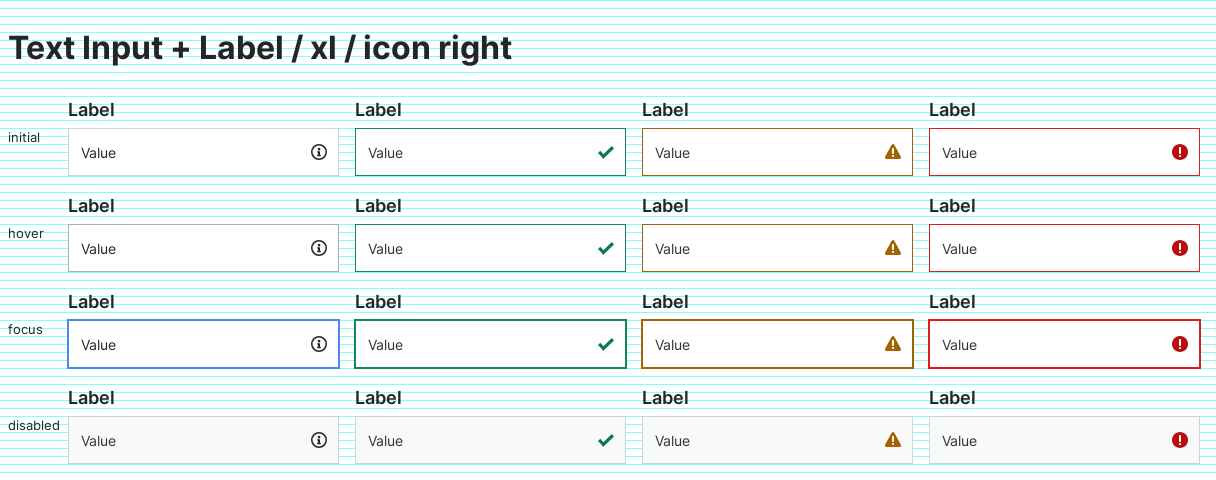 Text Input + Label / xl / icon right
Label Label Label Label
initial Value Value Value Value
Label Label Label Label
hover Value Value Value Value
Label Label Label Label
focus Value Value Value Value
Label Label Label Label
disabled Value Value Value Value